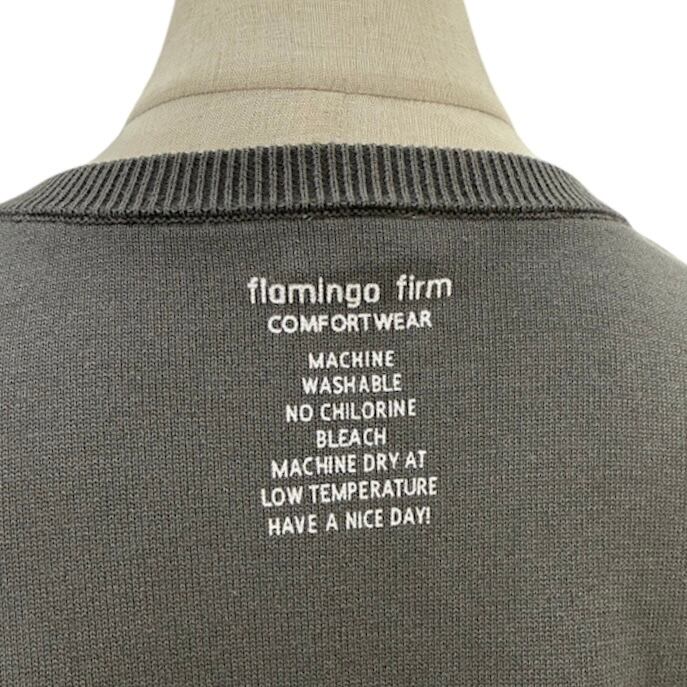 flamingo firm
COMFORTWEAR
MACHINE
WASHABLE
NO CHILORINE
BLEACH
MACHINE DRY AT
LOW TEMPERATURE
HAVE A NICE DAY!